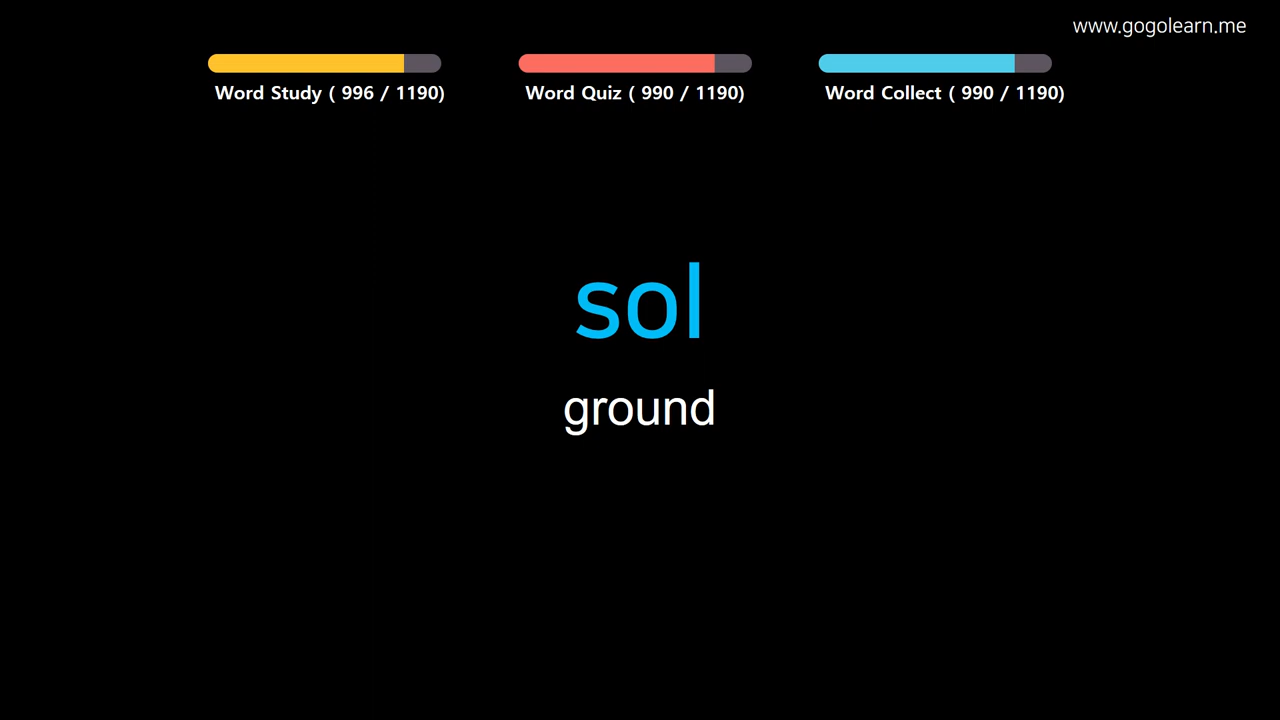 www.gogolearn.me
Word Study ( 996 / 1190)
Word Quiz ( 990 / 1190)
Word Collect ( 990 / 1190)
sol
ground